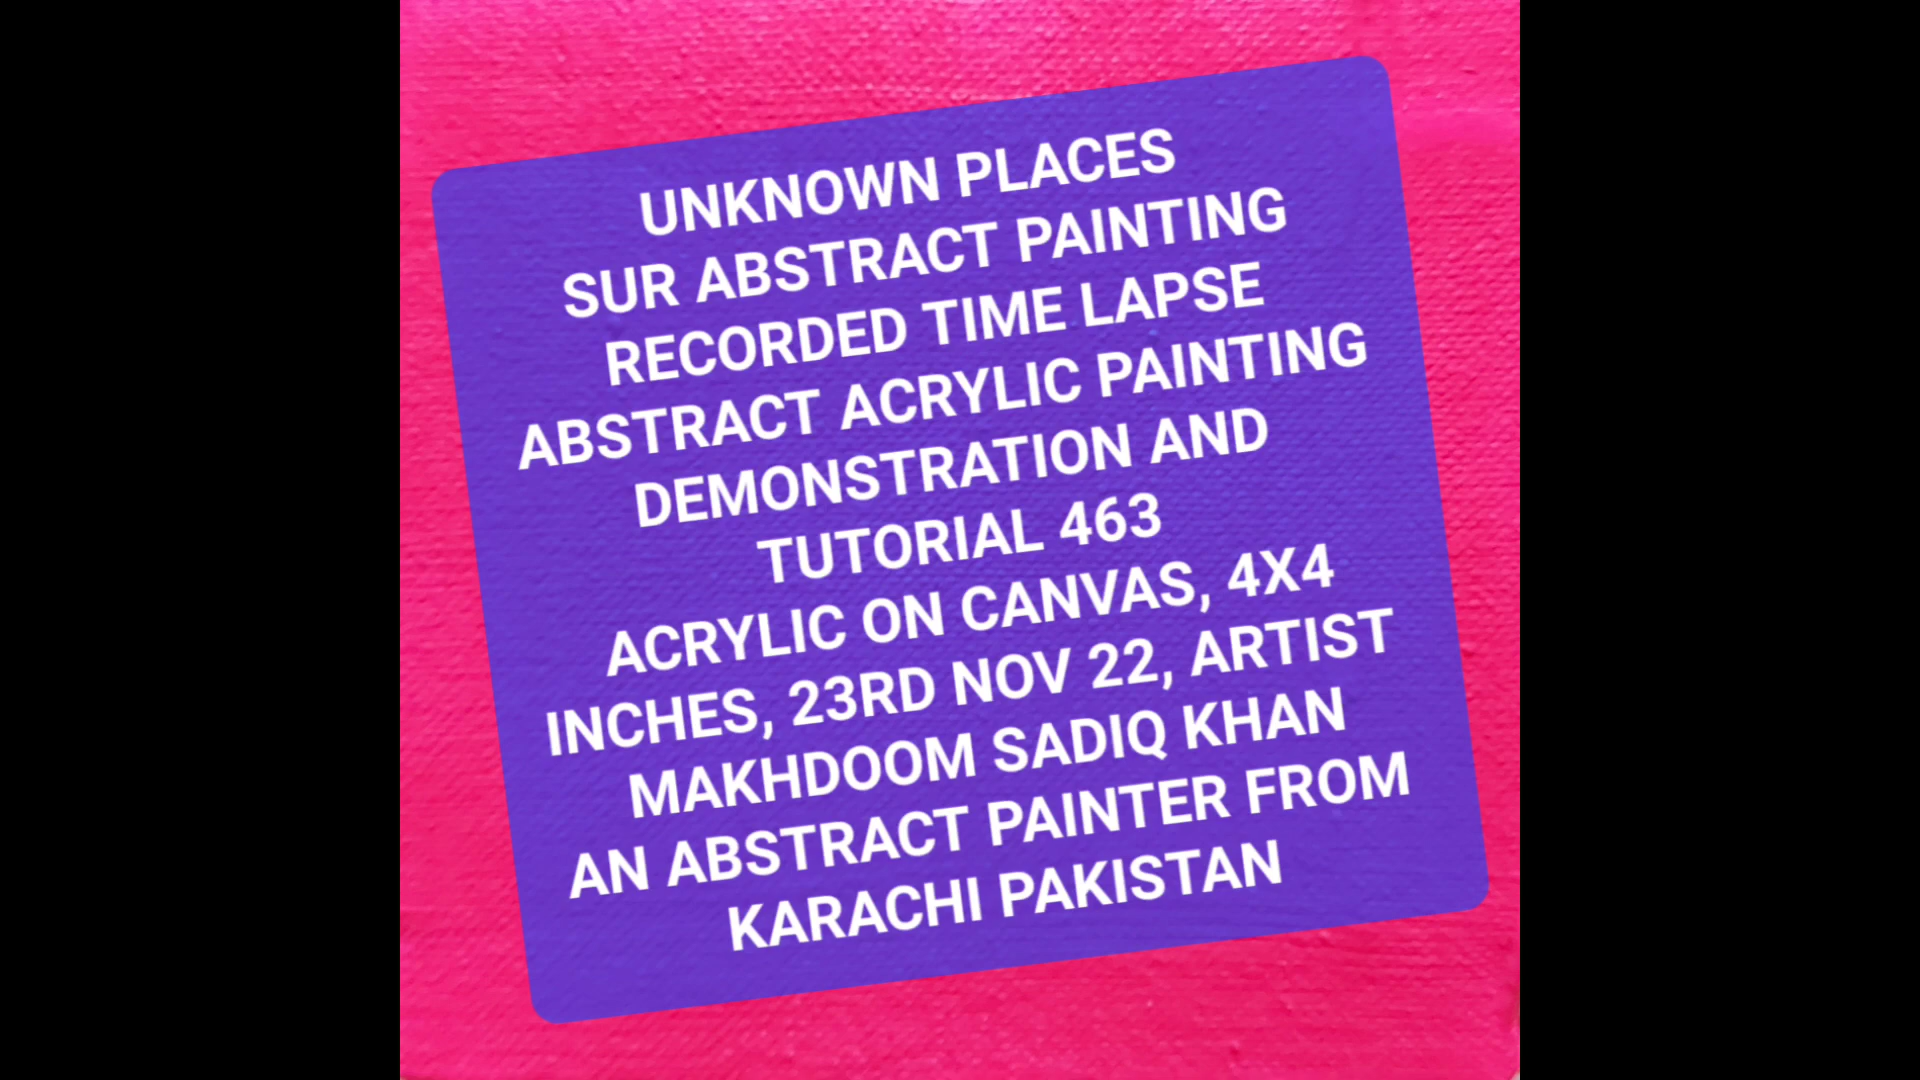 UNKNOWN PLACES
SUR ABSTRACT PAINTING
RECORDED TIME LAPSE
ABSTRACT ACRYLIC PAINTING
DEMONSTRATION AND
TUTORIAL 463
ACRYLIC ON CANVAS, 4X4
INCHES, 23RD NOV 22, ARTIST
MAKHDOOM SADIQ KHAN
AN ABSTRACT PAINTER FROM
KARACHI PAKISTAN